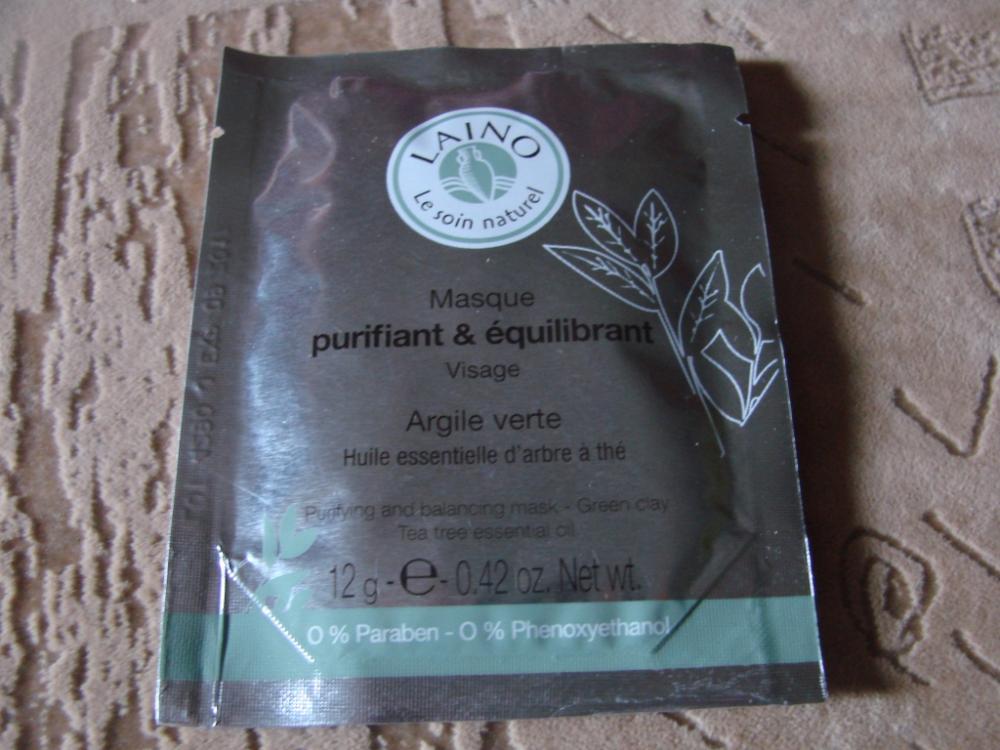 LAINO
Le soin naturel
Masque
purifiant & équilibrant
Visage
Argile verte
Huile essentielle d'arbre à thé
Purifying and balancing mask - Green clay
Tea tree essential oil
12 g - e - 0.42 oz. Net wt.
0 % Paraben - 0 % Phenoxyethanol